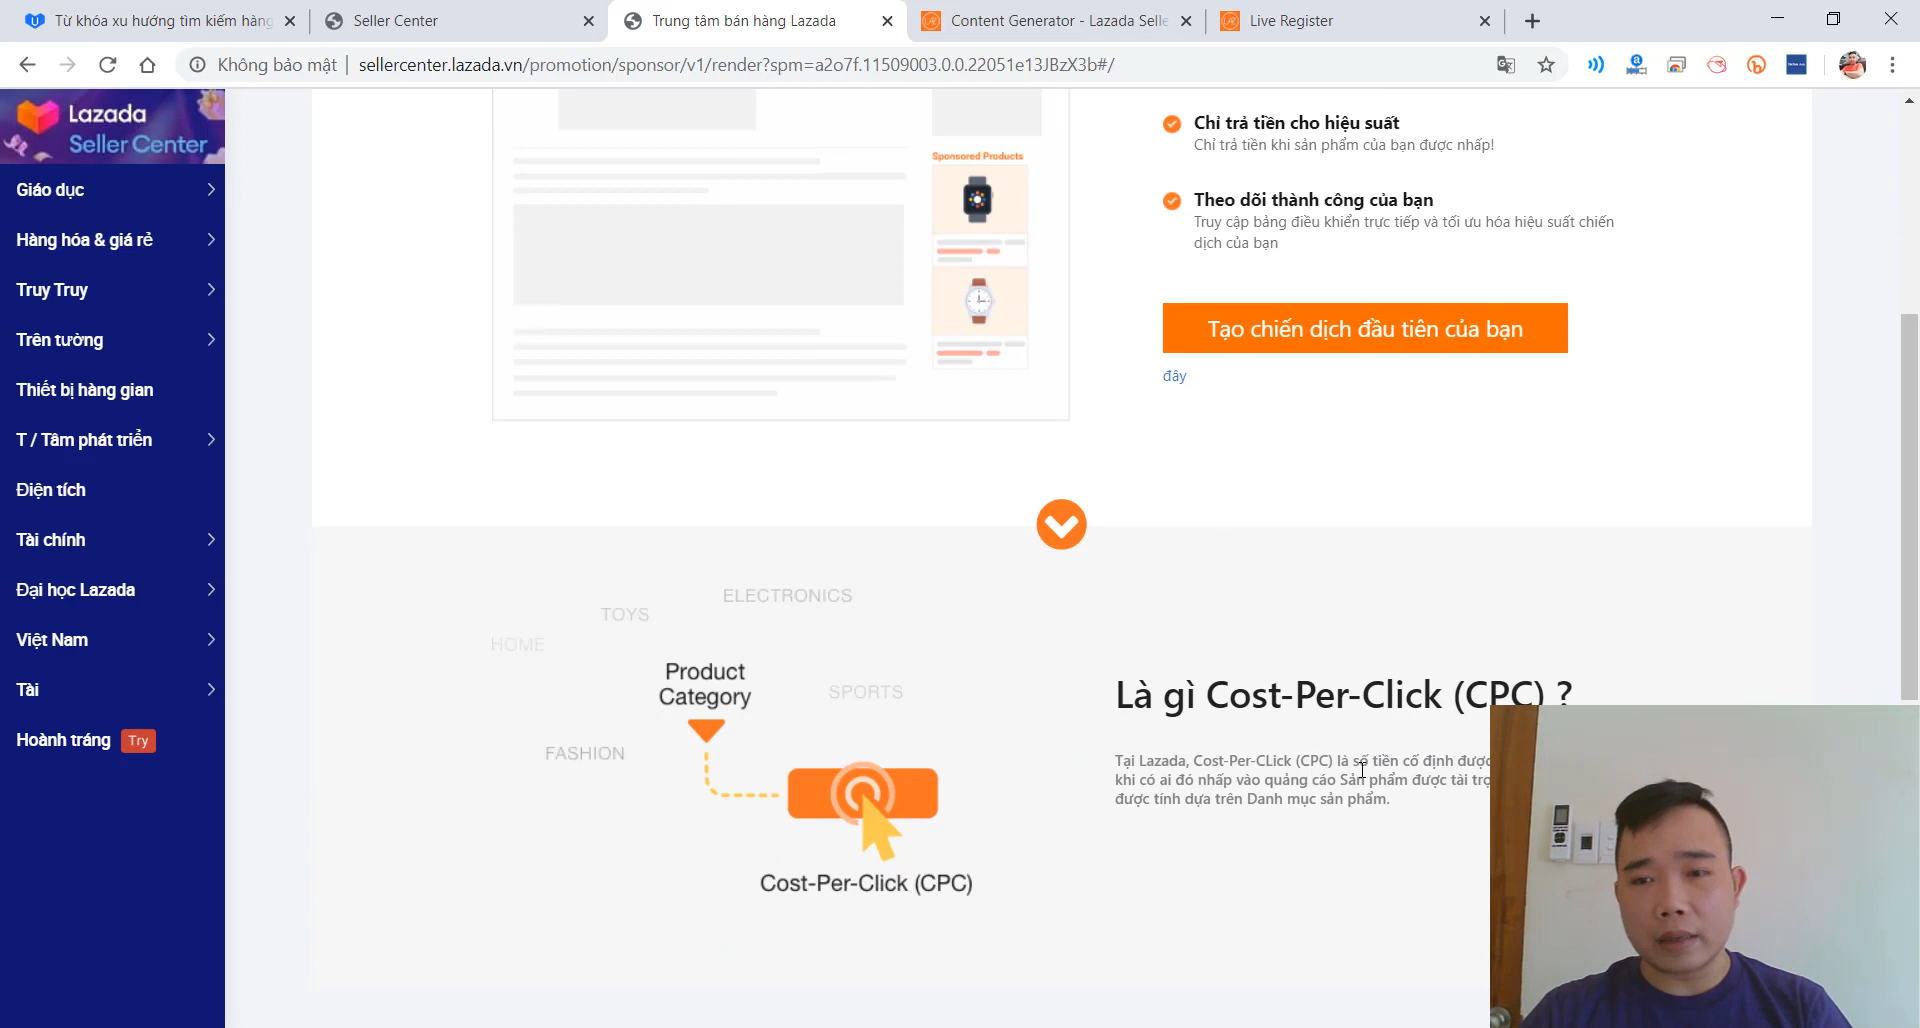 Từ khóa xu hướng tìm kiếm hàng
Seller Center
Trung tâm bán hàng Lazada
Content Generator - Lazada Selle
Live Register
Không bảo mật
sellercenter.lazada.vn/promotion/sponsor/v1/render?spm=a2o7f.11509003.0.0.22051e13JBzX3b#/
Lazada
Seller Center
Giáo dục
Hàng hóa & giá rẻ
Truy Truy
Trên tường
Thiết bị hàng gian
T / Tâm phát triển
Điện tích
Tài chính
Đại học Lazada
Việt Nam
Tài
Hoành tráng Try
Sponsored Products
Chỉ trả tiền cho hiệu suất
Chỉ trả tiền khi sản phẩm của bạn được nhấp!
Theo dõi thành công của bạn
Truy cập bảng điều khiển trực tiếp và tối ưu hóa hiệu suất chiến
dịch của bạn
Tạo chiến dịch đầu tiên của bạn
đây
ELECTRONICS
TOYS
HOME
Product
Category
SPORTS
FASHION
Cost-Per-Click (CPC)
Là gì Cost-Per-Click (CPC) ?
Tại Lazada, Cost-Per-CLick (CPC) là số tiền cố định được
khi có ai đó nhấp vào quảng cáo Sản phẩm được tài trợ
được tính dựa trên Danh mục sản phẩm.